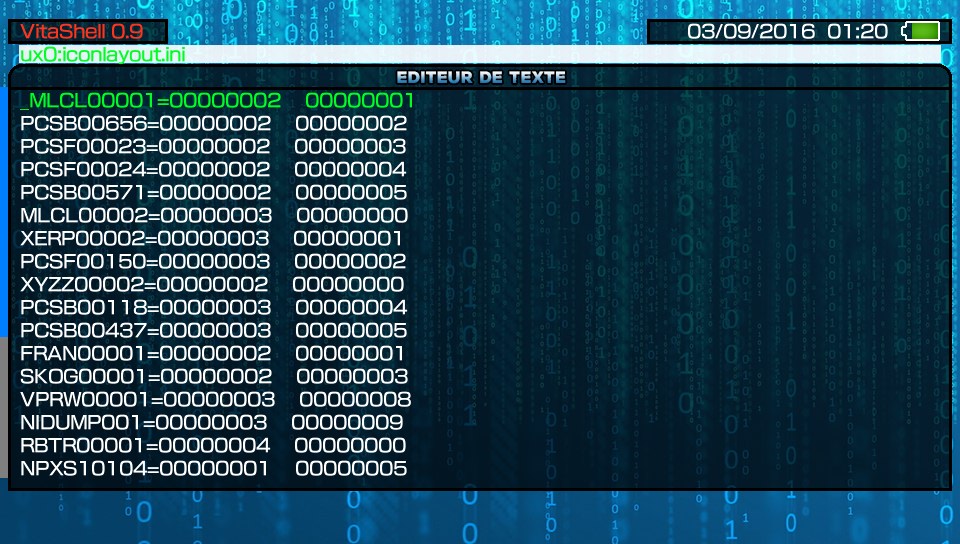 VitaShell 0.9
03/09/2016 01:20
ux0:iconlayout.ini
EDITEUR DE TEXTE
_MLCL00001=00000002 00000001
PCSB00656=00000002 00000002
PCSF00023=00000002 00000003
PCSF00024=00000002 00000004
PCSB00571=00000002 00000005
MLCL00002=00000003 00000000
XERP00002=00000003 00000001
PCSF00150=00000003 00000002
XYZZ00002=00000002 00000000
PCSB00118=00000003 00000004
PCSB00437=00000003 00000005
FRAN00001=00000002 00000001
SKOG00001=00000002 00000003
VPRW00001=00000003 00000008
NIDUMP001=00000003 00000009
RBTR00001=00000004 00000000
NPXS10104=00000001 00000005